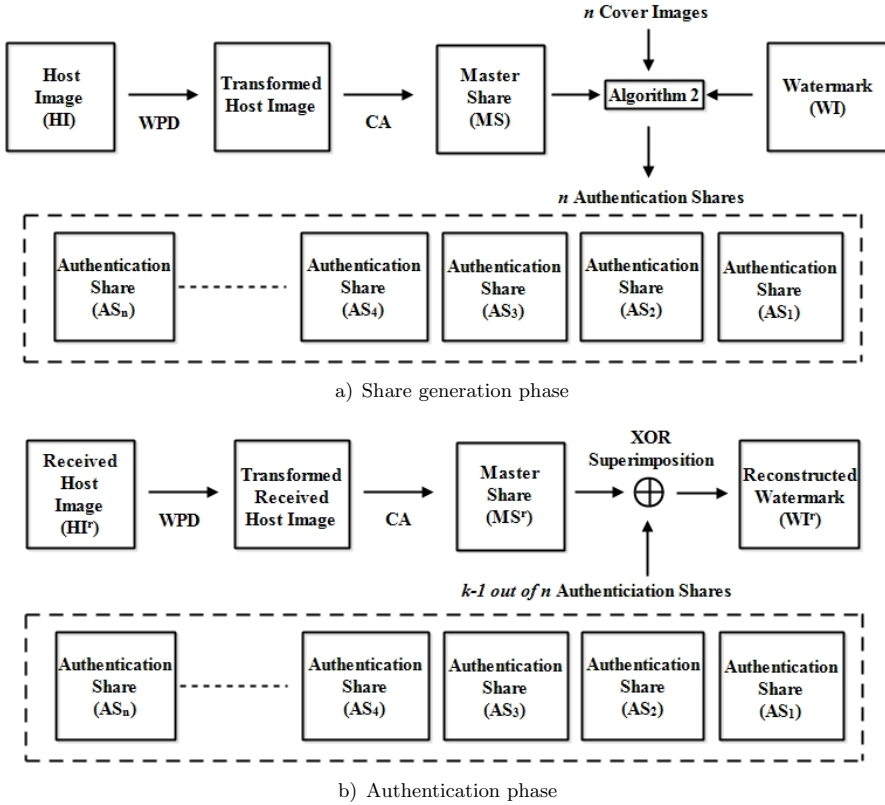 n Cover Images
Host
Image
(HI)
WPD
Transformed
Host Image
CA
Master
Share
(MS)
Algorithm 2
Watermark
(WI)
n Authentication Shares
Authentication
Share
(ASn)
Authentication
Share
(AS4)
Authentication
Share
(AS3)
Authentication
Share
(AS2)
Authentication
Share
(AS1)
a) Share generation phase
Received
Host
Image
(HIr)
WPD
Transformed
Received
Host Image
CA
Master
Share
(MSr)
XOR
Superimposition
Reconstructed
Watermark
(WIr)
k-1 out of n Authenticiation Shares
Authentication
Share
(ASn)
Authentication
Share
(AS4)
Authentication
Share
(AS3)
Authentication
Share
(AS2)
Authentication
Share
(AS1)
b) Authentication phase